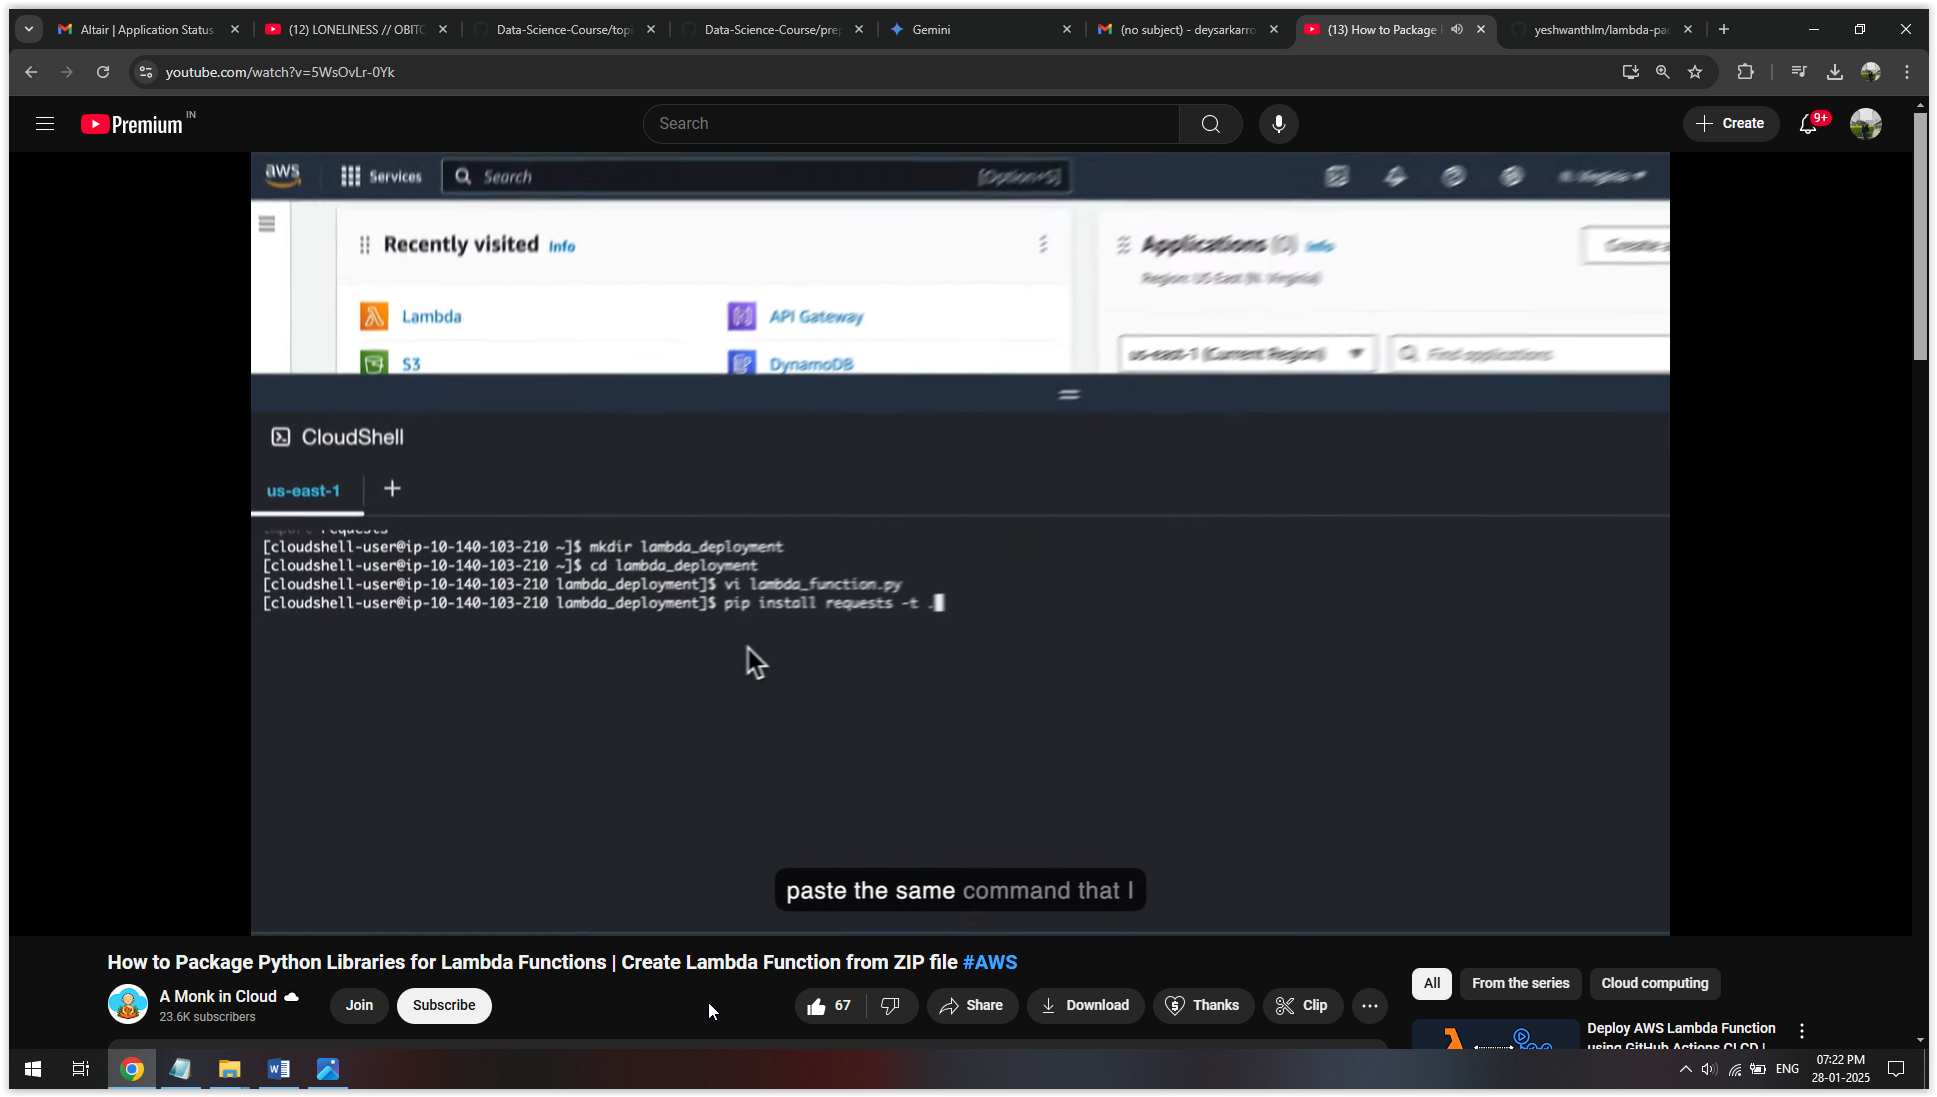 Altair | Application Status
(12) LONELINESS // OBITO
Data-Science-Course/topi
Data-Science-Course/prep
Gemini
(no subject) - deysarkarro
(13) How to Package
yeshwanthlm/lambda-pac
youtube.com/watch?v=5WsOvLr-0Yk
Premium IN
Search
Create
9+
aws
Services
Search
[Option+S]
N. Virginia
Recently visited Info
Applications (0) Info
Region: US East (N. Virginia)
Lambda
API Gateway
us-east-1 (Current Region)
Find applications
S3
DynamoDB
CloudShell
us-east-1
import requests
[cloudshell-user@ip-10-140-103-210 ~]$ mkdir lambda_deployment
[cloudshell-user@ip-10-140-103-210 ~]$ cd lambda_deployment
[cloudshell-user@ip-10-140-103-210 lambda_deployment]$ vi lambda_function.py
[cloudshell-user@ip-10-140-103-210 lambda_deployment]$ pip install requests -t .
paste the same command that I
How to Package Python Libraries for Lambda Functions | Create Lambda Function from ZIP file #AWS
A Monk in Cloud
23.6K subscribers
Join
Subscribe
67
Share
Download
Thanks
Clip
All
From the series
Cloud computing
Deploy AWS Lambda Function
using GitHub Actions CI CD |
ENG
07:22 PM
28-01-2025